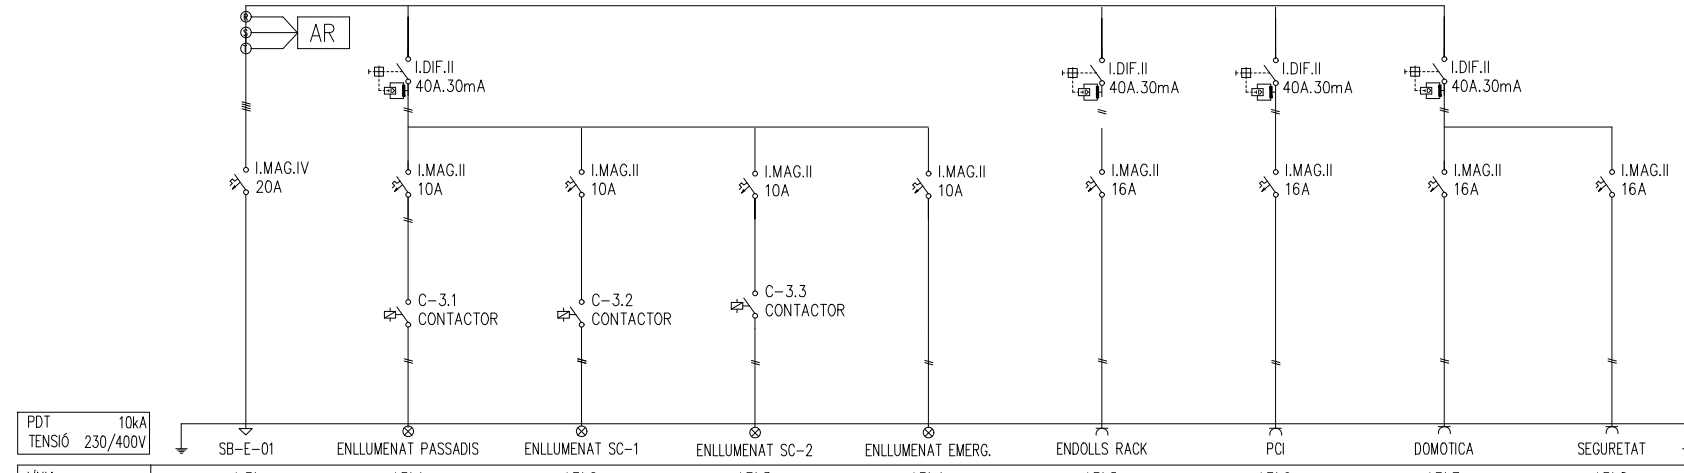 R
S
T
AR
I.DIF.II
40A.30mA
I.DIF.II
40A.30mA
I.DIF.II
40A.30mA
I.DIF.II
40A.30mA
I.MAG.IV
20A
I.MAG.II
10A
I.MAG.II
10A
I.MAG.II
10A
I.MAG.II
10A
I.MAG.II
16A
I.MAG.II
16A
I.MAG.II
16A
I.MAG.II
16A
C-3.1
CONTACTOR
C-3.2
CONTACTOR
C-3.3
CONTACTOR
PDT 10kA
TENSIÓ 230/400V
SB-E-01
ENLLUMENAT PASSADIS
ENLLUMENAT SC-1
ENLLUMENAT SC-2
ENLLUMENAT EMERG.
ENDOLLS RACK
PCI
DOMOTICA
SEGURETAT